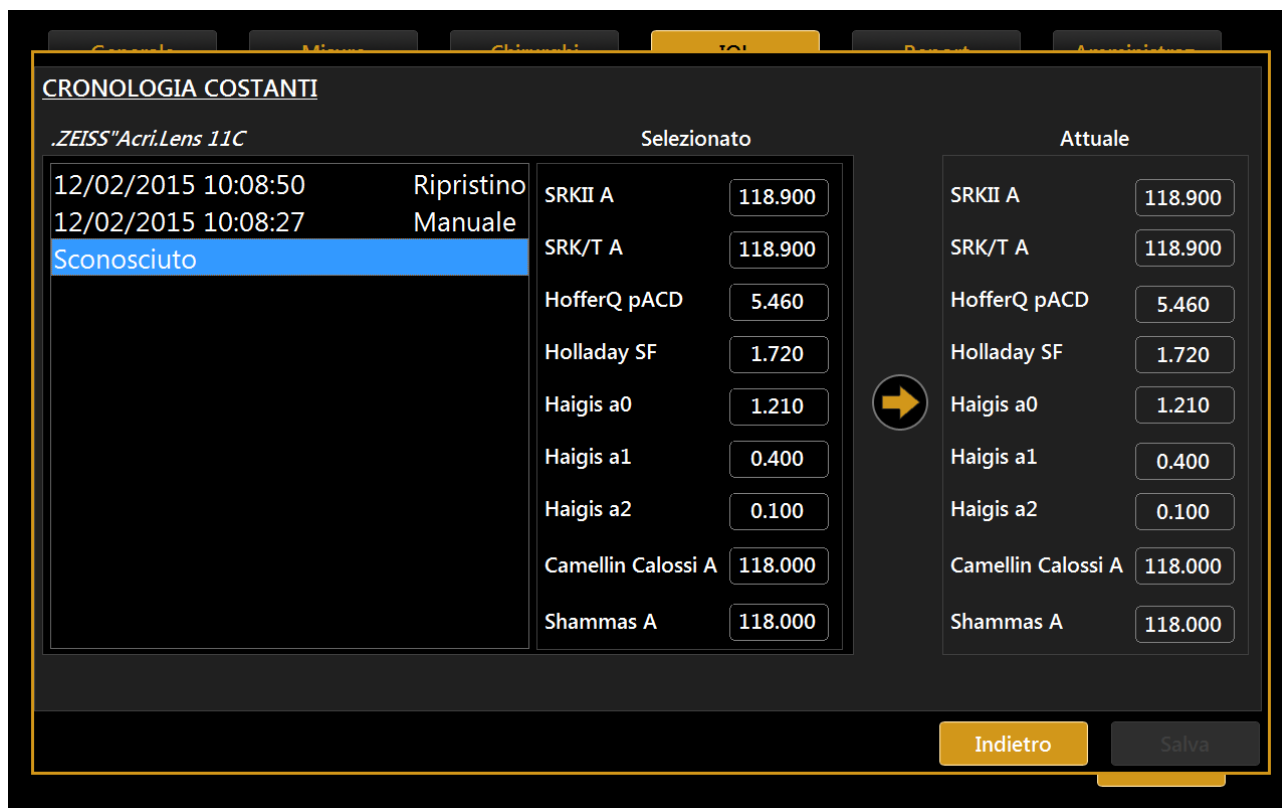 IOL
CRONOLOGIA COSTANTI
.ZEISS"Acri.Lens 11C
Selezionato
Attuale
12/02/2015 10:08:50 Ripristino
12/02/2015 10:08:27 Manuale
Sconosciuto
SRKII A 118.900
SRK/T A 118.900
HofferQ pACD 5.460
Holladay SF 1.720
Haigis a0 1.210
Haigis a1 0.400
Haigis a2 0.100
Camellin Calossi A 118.000
Shammas A 118.000
SRKII A 118.900
SRK/T A 118.900
HofferQ pACD 5.460
Holladay SF 1.720
Haigis a0 1.210
Haigis a1 0.400
Haigis a2 0.100
Camellin Calossi A 118.000
Shammas A 118.000
Indietro
Salva